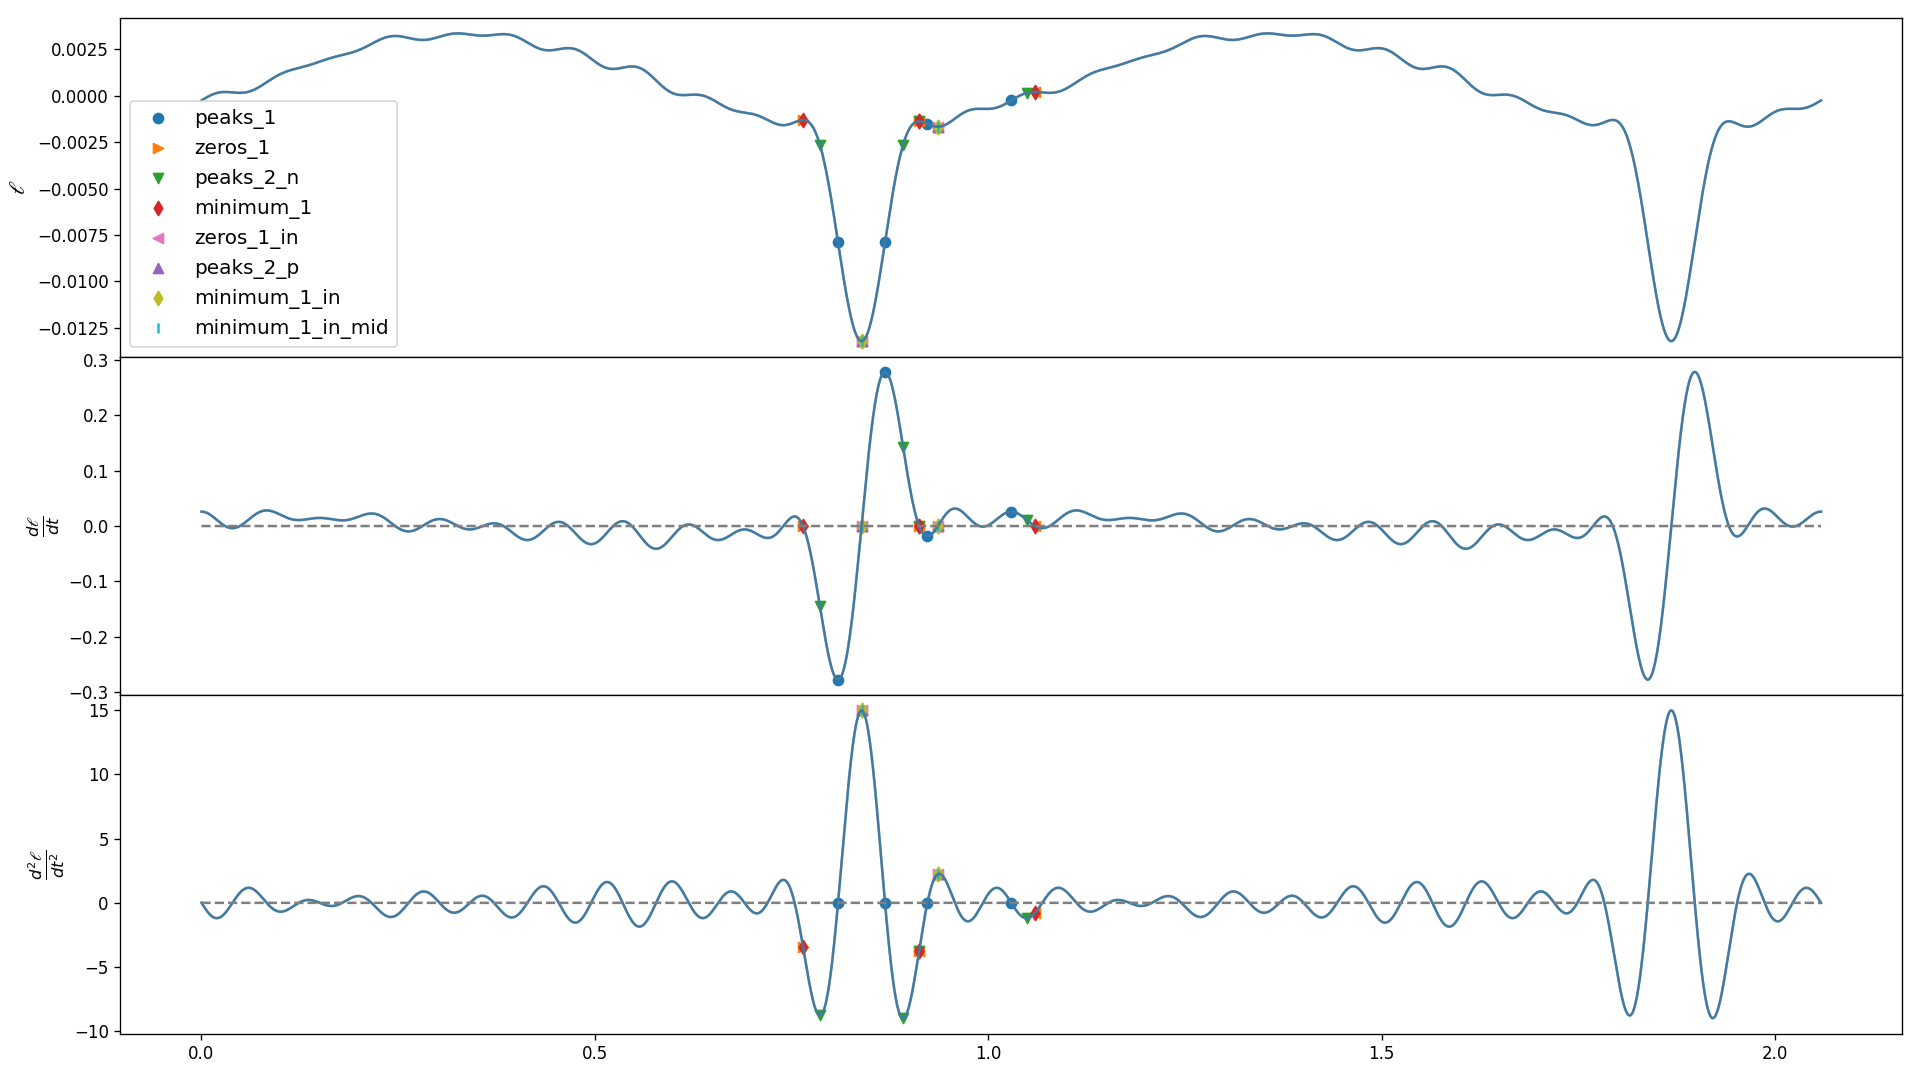 0.0025
0.0000
−0.0025
−0.0050
−0.0075
−0.0100
−0.0125
ℓ
peaks_1
zeros_1
peaks_2_n
minimum_1
zeros_1_in
peaks_2_p
minimum_1_in
minimum_1_in_mid
0.3
0.2
0.1
0.0
−0.1
−0.2
−0.3
dℓ
dt
15
10
5
0
−5
−10
d²ℓ
dt²
0.0 0.5 1.0 1.5 2.0